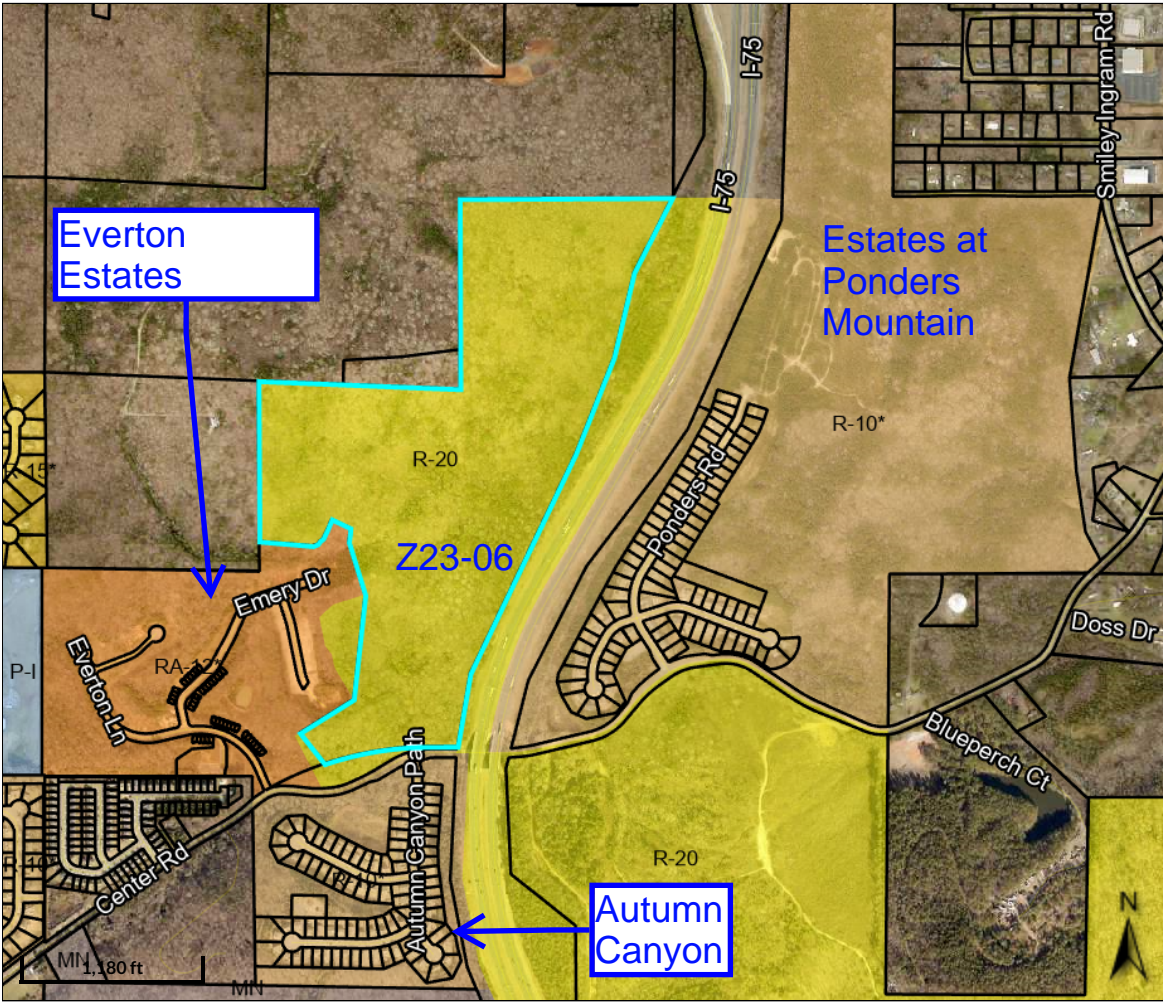 I-75
Smiley Ingram Rd
I-75
Everton
Estates
Estates at
Ponders
Mountain
R-10*
R-20
R-15*
Ponders Rd
Z23-06
Emery Dr
Doss Dr
P-I
RA-12*
Everton Ln
Blueperch Ct
Autumn Canyon Path
R-20
Center Rd
Autumn
Canyon
N
MN
1,180 ft
MN